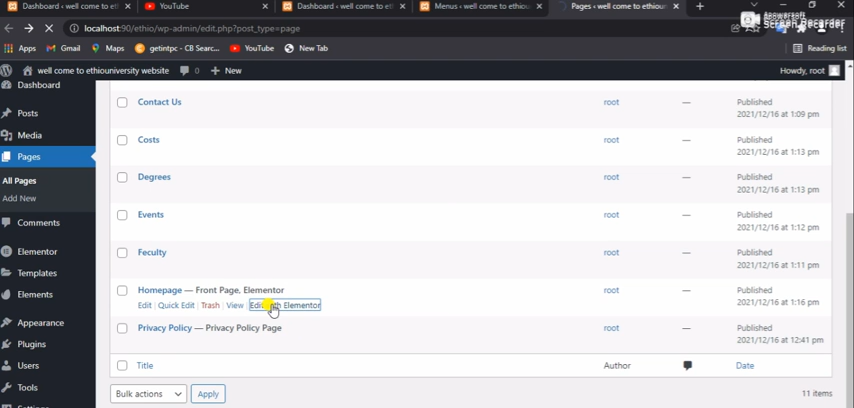 Dashboard ‹ well come to ethiou
YouTube
Dashboard ‹ well come to eth
Menus ‹ well come to ethioun
Pages ‹ well come to ethioun
localhost:90/ethio/wp-admin/edit.php?post_type=page
Answersoft
Screen Recorder
Apps Gmail Maps getintpc - CB Searc... YouTube New Tab Reading list
well come to ethiouniversity website 0 New Howdy, root
Dashboard
Posts
Media
Pages
All Pages
Add New
Comments
Elementor
Templates
Elements
Appearance
Plugins
Users
Tools
Settings
Contact Us root — Published
2021/12/16 at 1:09 pm
Costs root — Published
2021/12/16 at 1:13 pm
Degrees root — Published
2021/12/16 at 1:13 pm
Events root — Published
2021/12/16 at 1:12 pm
Feculty root — Published
2021/12/16 at 1:11 pm
Homepage — Front Page, Elementor root — Published
2021/12/16 at 1:16 pm
Edit | Quick Edit | Trash | View | Edit with Elementor
Privacy Policy — Privacy Policy Page root — Published
2021/12/16 at 12:41 pm
Title Author Date
Bulk actions Apply 11 items